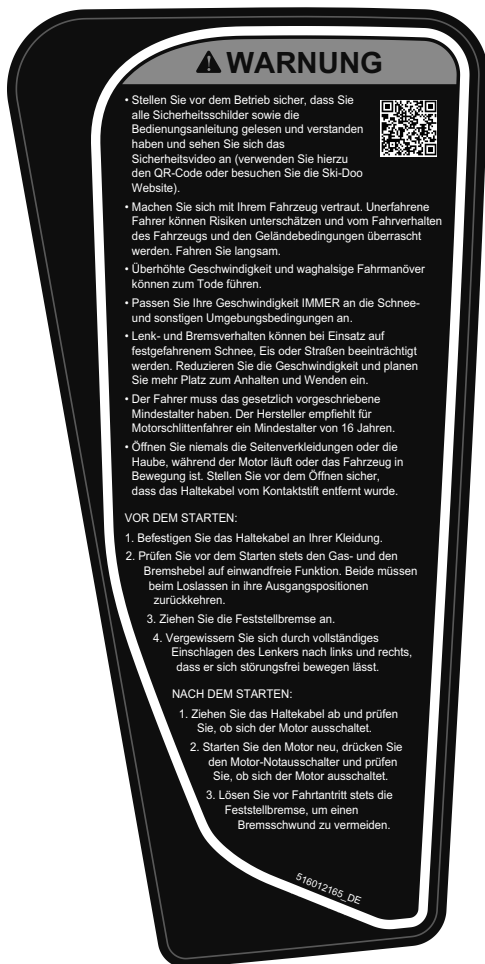 WARNUNG
• Stellen Sie vor dem Betrieb sicher, dass Sie
alle Sicherheitsschilder sowie die
Bedienungsanleitung gelesen und verstanden
haben und sehen Sie sich das
Sicherheitsvideo an (verwenden Sie hierzu
den QR-Code oder besuchen Sie die Ski-Doo
Website).
• Machen Sie sich mit Ihrem Fahrzeug vertraut. Unerfahrene
Fahrer können Risiken unterschätzen und vom Fahrverhalten
des Fahrzeugs und den Geländebedingungen überrascht
werden. Fahren Sie langsam.
• Überhöhte Geschwindigkeit und waghalsige Fahrmanöver
können zum Tode führen.
• Passen Sie Ihre Geschwindigkeit IMMER an die Schnee-
und sonstigen Umgebungsbedingungen an.
• Lenk- und Bremsverhalten können bei Einsatz auf
festgefahrenem Schnee, Eis oder Straßen beeinträchtigt
werden. Reduzieren Sie die Geschwindigkeit und planen
Sie mehr Platz zum Anhalten und Wenden ein.
• Der Fahrer muss das gesetzlich vorgeschriebene
Mindestalter haben. Der Hersteller empfiehlt für
Motorschlittenfahrer ein Mindestalter von 16 Jahren.
• Öffnen Sie niemals die Seitenverkleidungen oder die
Haube, während der Motor läuft oder das Fahrzeug in
Bewegung ist. Stellen Sie vor dem Öffnen sicher,
dass das Haltekabel vom Kontaktstift entfernt wurde.
VOR DEM STARTEN:
1. Befestigen Sie das Haltekabel an Ihrer Kleidung.
2. Prüfen Sie vor dem Starten stets den Gas- und den
Bremshebel auf einwandfreie Funktion. Beide müssen
beim Loslassen in ihre Ausgangspositionen
zurückkehren.
3. Ziehen Sie die Feststellbremse an.
4. Vergewissern Sie sich durch vollständiges
Einschlagen des Lenkers nach links und rechts,
dass er sich störungsfrei bewegen lässt.
NACH DEM STARTEN:
1. Ziehen Sie das Haltekabel ab und prüfen
Sie, ob sich der Motor ausschaltet.
2. Starten Sie den Motor neu, drücken Sie
den Motor-Notausschalter und prüfen
Sie, ob sich der Motor ausschaltet.
3. Lösen Sie vor Fahrtantritt stets die
Feststellbremse, um einen
Bremsschwund zu vermeiden.
516012165_DE